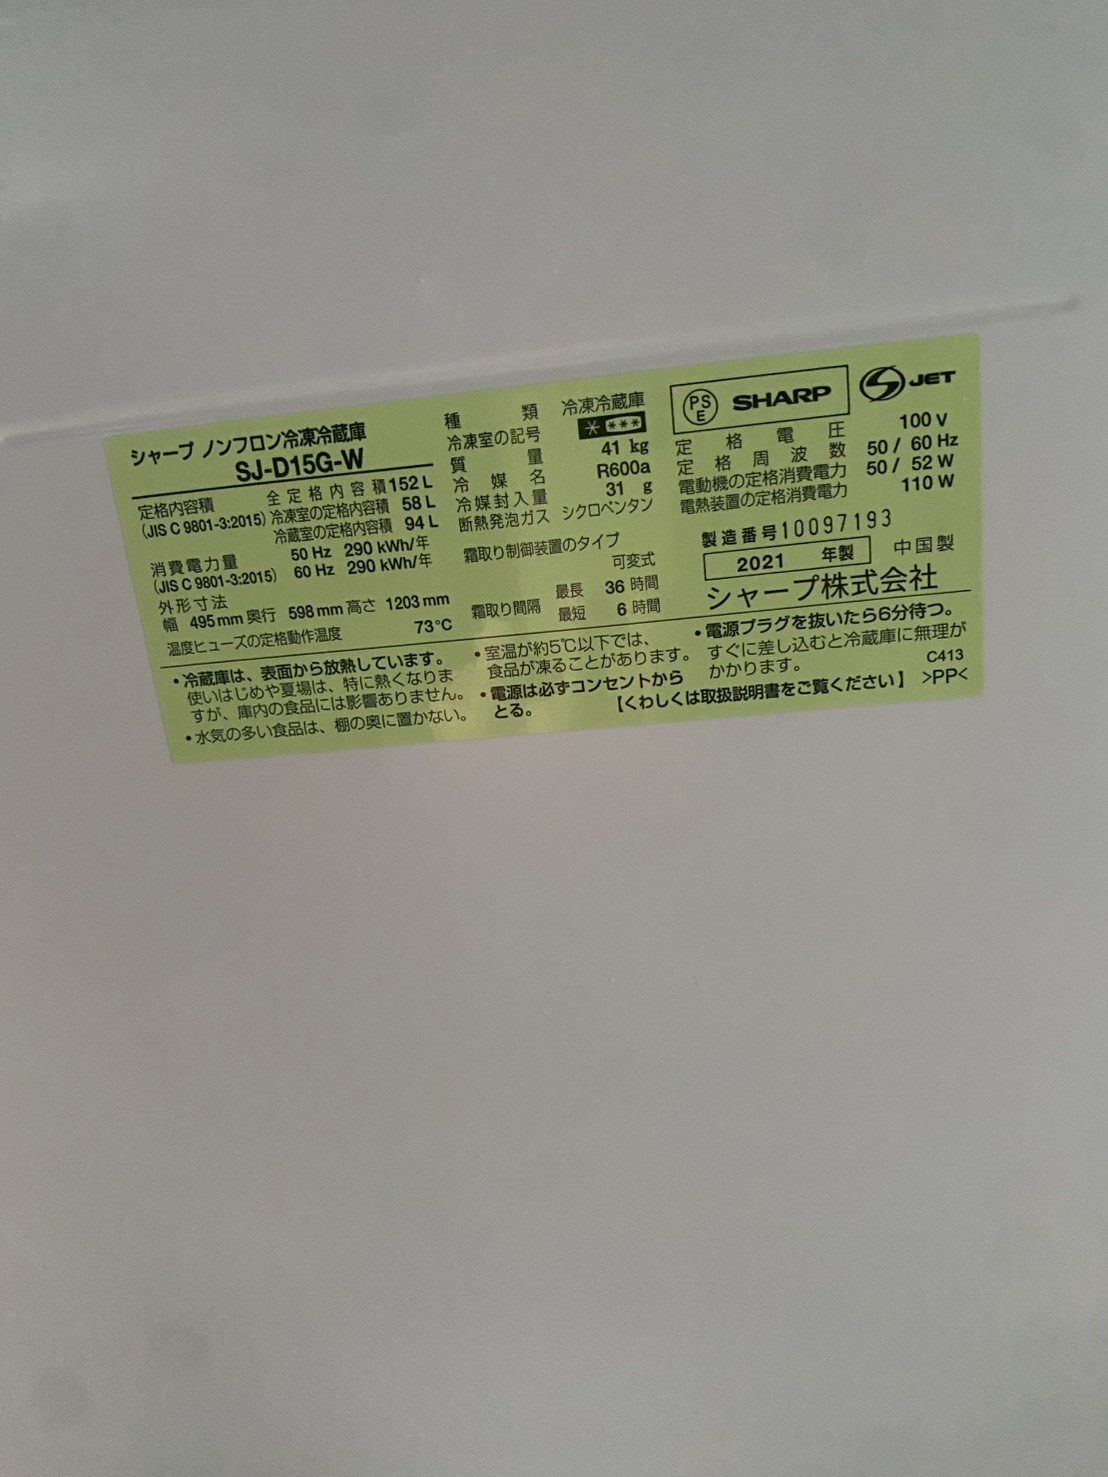 シャープ ノンフロン冷凍冷蔵庫
SJ-D15G-W
定格内容積
(JIS C 9801-3:2015)
全定格内容積 152 L
冷凍室の定格内容積 58 L
冷蔵室の定格内容積 94 L
消費電力量
(JIS C 9801-3:2015)
50 Hz 290 kWh/年
60 Hz 290 kWh/年
外形寸法
幅 495 mm 奥行 598 mm 高さ 1203 mm
温度ヒューズの定格動作温度 73℃
種類 冷凍冷蔵庫
冷凍室の記号 * ***
質量 41 kg
冷媒名 R600a
冷媒封入量 31 g
断熱発泡ガス シクロペンタン
霜取り制御装置のタイプ
可変式
霜取り間隔
最長 36 時間
最短 6 時間
PS
E
SHARP
JET
定格電圧 100 V
定格周波数 50 / 60 Hz
電動機の定格消費電力 50 / 52 W
電熱装置の定格消費電力 110 W
製造番号 10097193
2021 年製 中国製
シャープ株式会社
・冷蔵庫は、表面から放熱しています。
使いはじめや夏場は、特に熱くなりま
すが、庫内の食品には影響ありません。
・水気の多い食品は、棚の奥に置かない。
・室温が約5℃以下では、
食品が凍ることがあります。
・電源は必ずコンセントから
とる。
・電源プラグを抜いたら6分待つ。
すぐに差し込むと冷蔵庫に無理が
かかります。
C413
【くわしくは取扱説明書をご覧ください】 >PP<